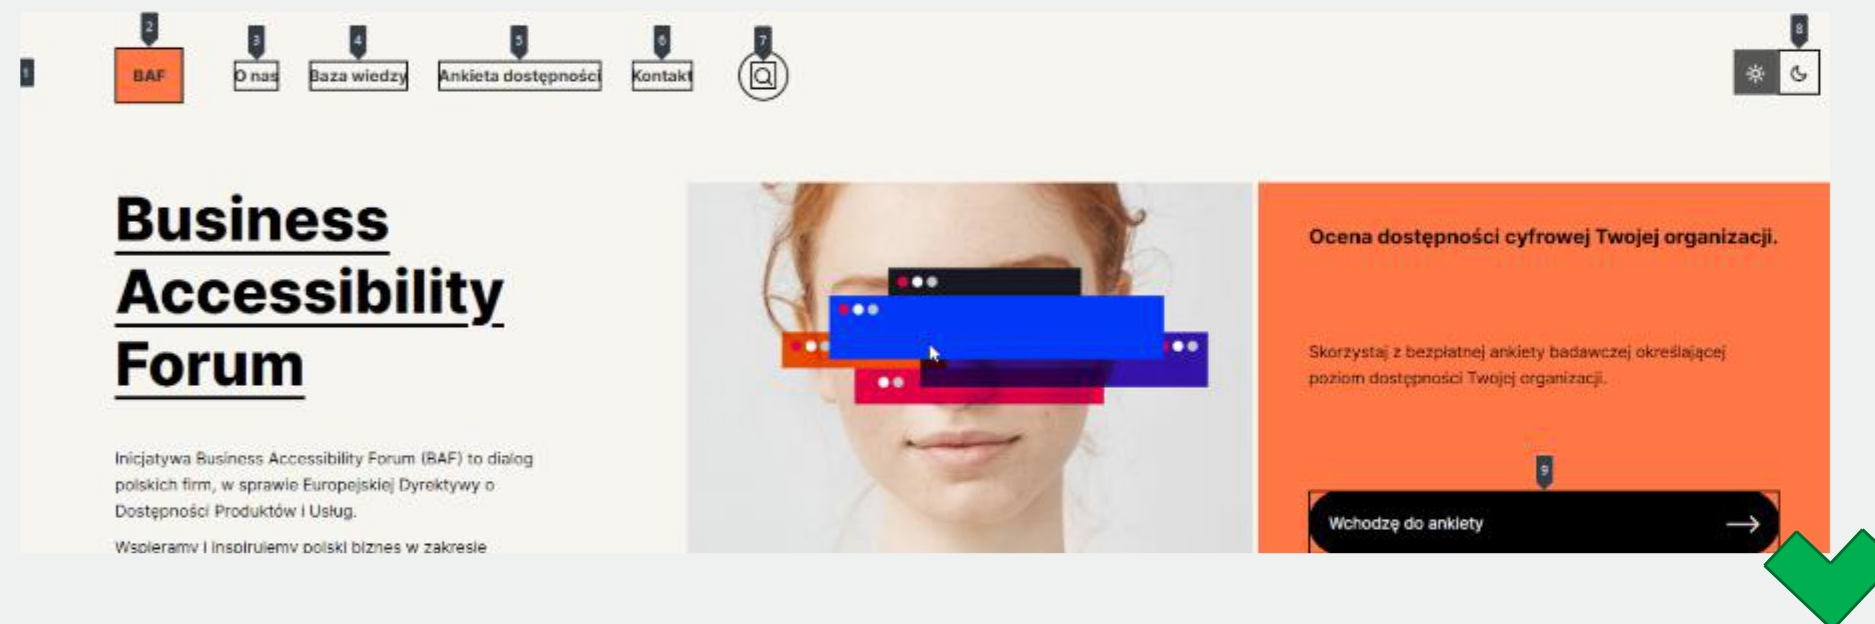 1
2
3
4
5
6
7
8
BAF
O nas
Baza wiedzy
Ankieta dostępności
Kontakt
Business
Accessibility
Forum
Inicjatywa Business Accessibility Forum (BAF) to dialog
polskich firm, w sprawie Europejskiej Dyrektywy o
Dostępności Produktów i Usług.
Wspieramy i inspirujemy polski biznes w zakresie
Ocena dostępności cyfrowej Twojej organizacji.
Skorzystaj z bezpłatnej ankiety badawczej określającej
poziom dostępności Twojej organizacji.
9
Wchodzę do ankiety